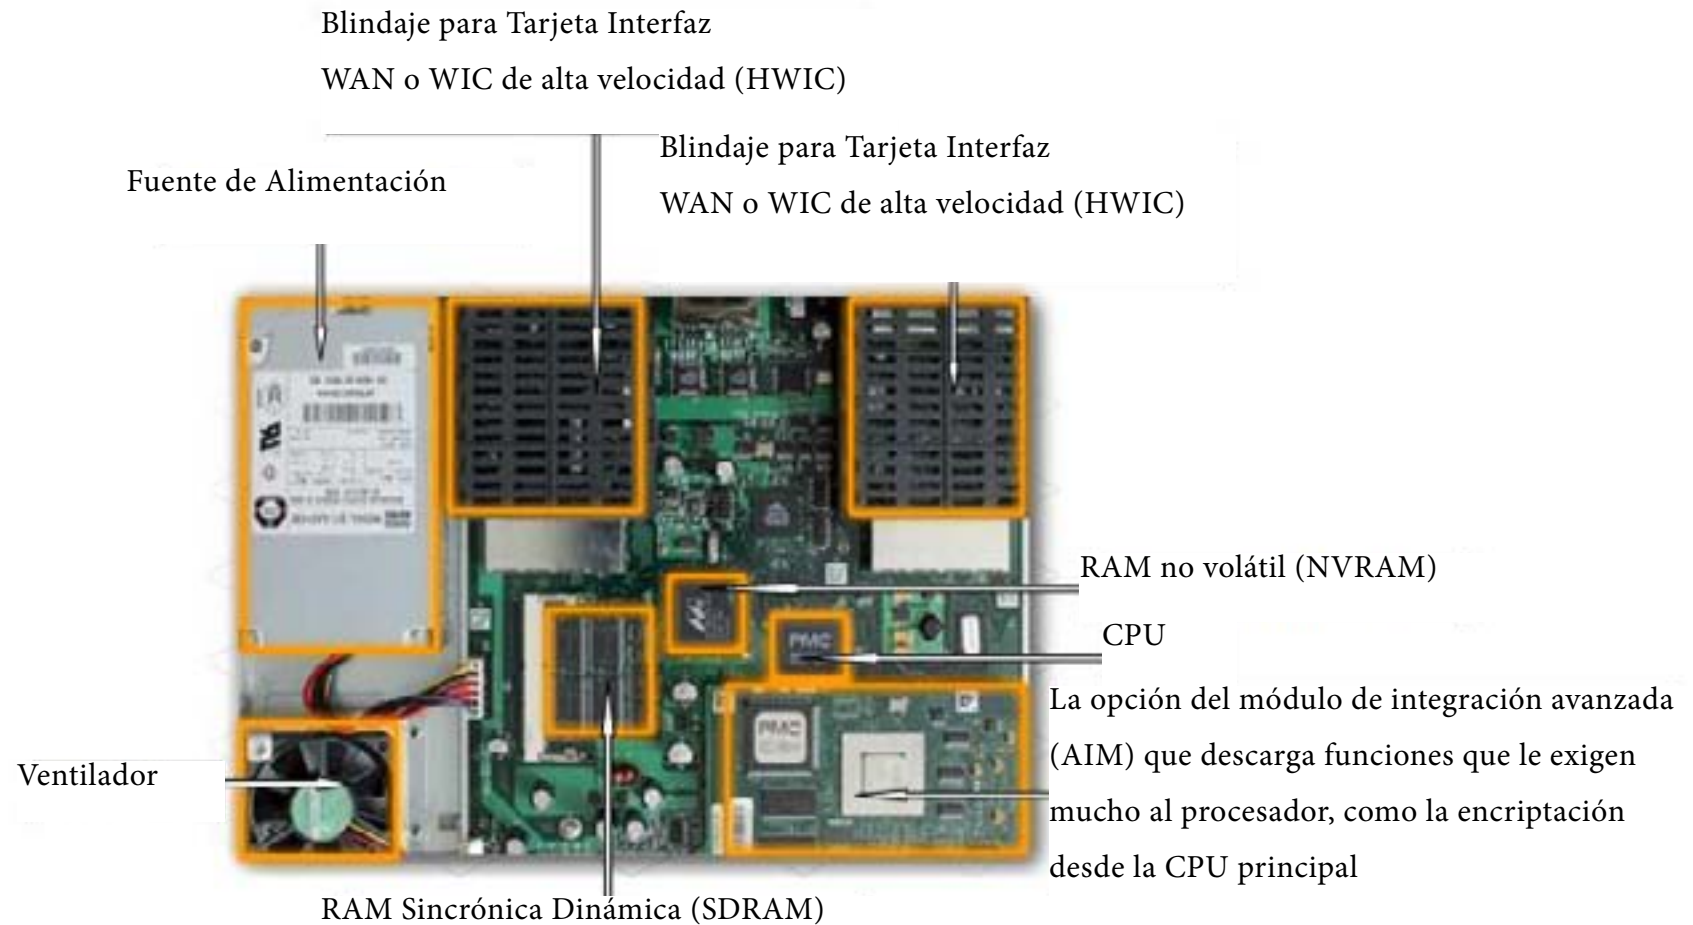 Blindaje para Tarjeta Interfaz
WAN o WIC de alta velocidad (HWIC)
Blindaje para Tarjeta Interfaz
WAN o WIC de alta velocidad (HWIC)
Fuente de Alimentación
RAM no volátil (NVRAM)
CPU
PMC
La opción del módulo de integración avanzada
(AIM) que descarga funciones que le exigen
mucho al procesador, como la encriptación
desde la CPU principal
PMC
Ventilador
RAM Sincrónica Dinámica (SDRAM)